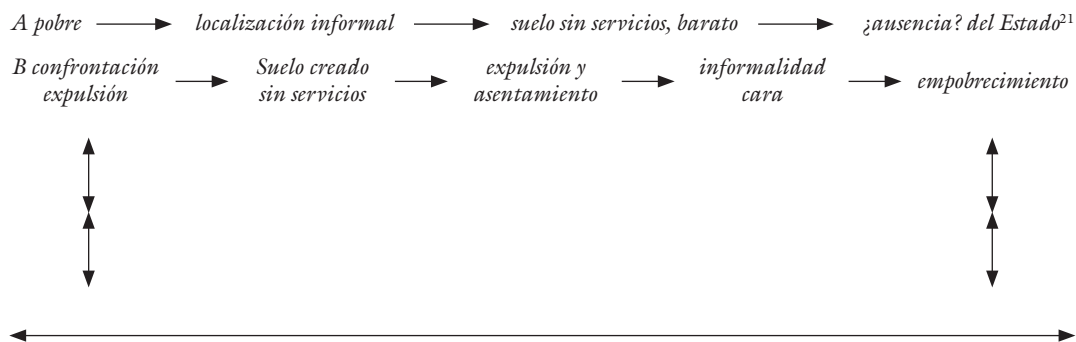 A pobre localización informal suelo sin servicios, barato ¿ausencia? del Estado21
B confrontación expulsión Suelo creado sin servicios expulsión y asentamiento informalidad cara empobrecimiento